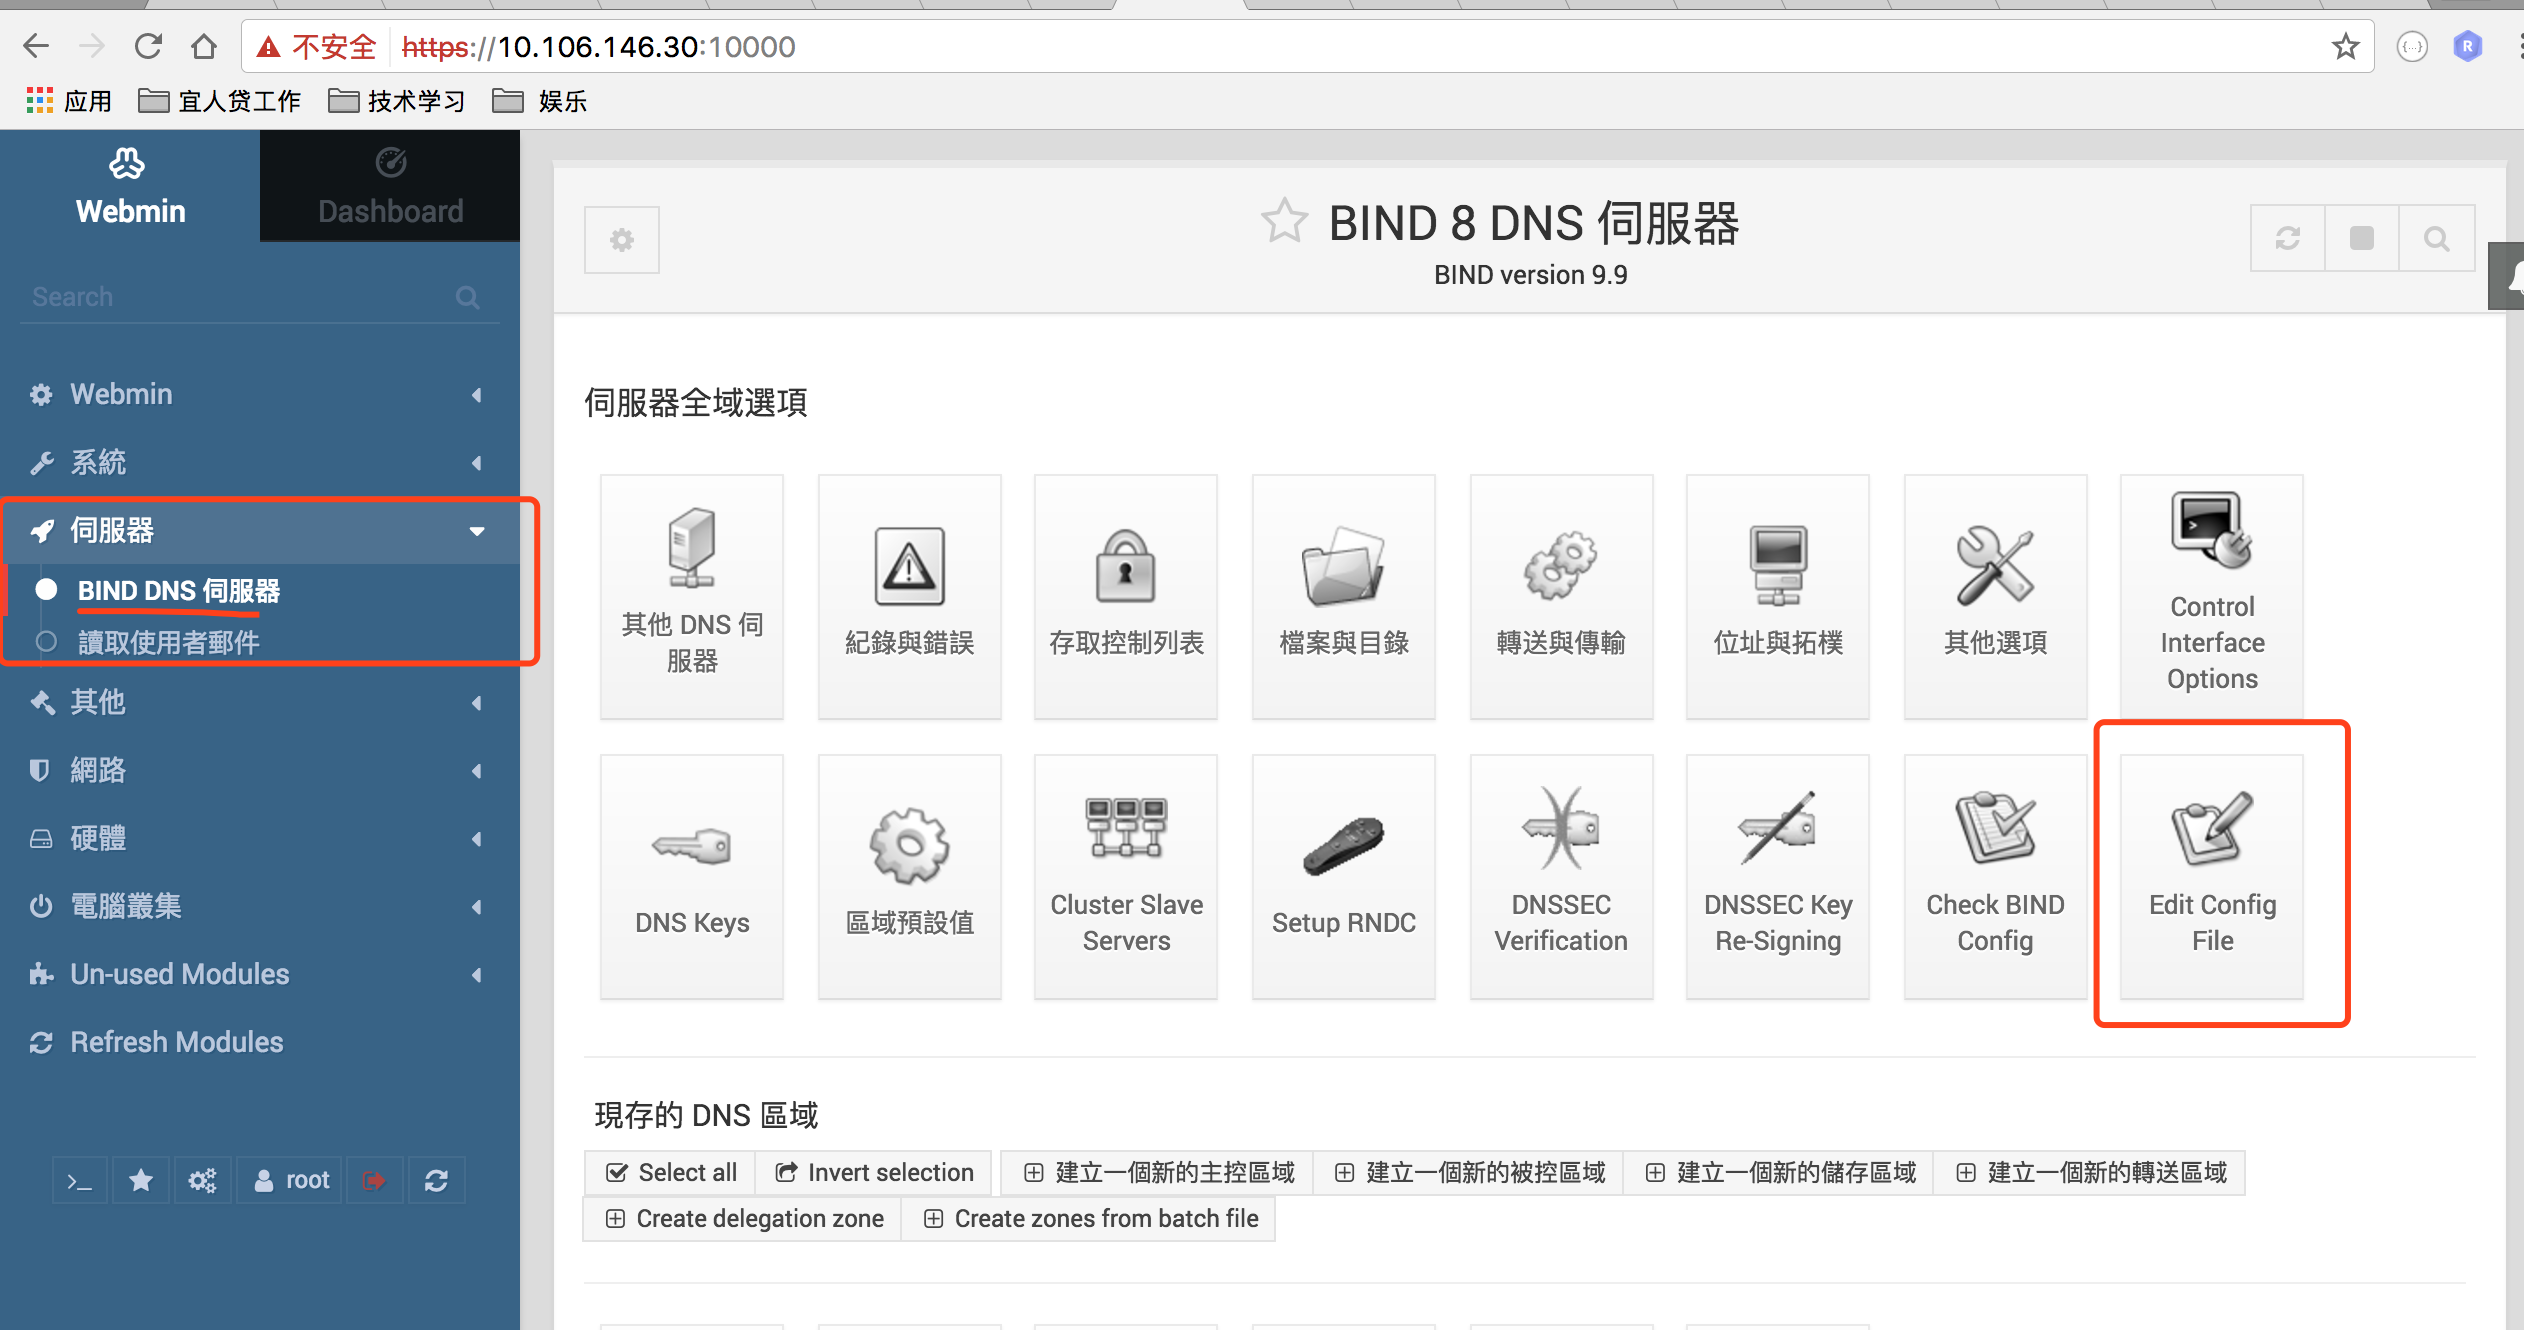 不安全 https://10.106.146.30:10000
应用 宜人贷工作 技术学习 娱乐
Webmin
Dashboard
Search
Webmin
系統
伺服器
BIND DNS 伺服器
讀取使用者郵件
其他
網路
硬體
電腦叢集
Un-used Modules
Refresh Modules
root
BIND 8 DNS 伺服器
BIND version 9.9
伺服器全域選項
其他 DNS 伺
服器
紀錄與錯誤
存取控制列表
檔案與目錄
轉送與傳輸
位址與拓樸
其他選項
Control
Interface
Options
DNS Keys
區域預設值
Cluster Slave
Servers
Setup RNDC
DNSSEC
Verification
DNSSEC Key
Re-Signing
Check BIND
Config
Edit Config
File
現存的 DNS 區域
Select all Invert selection 建立一個新的主控區域 建立一個新的被控區域 建立一個新的儲存區域 建立一個新的轉送區域
Create delegation zone Create zones from batch file